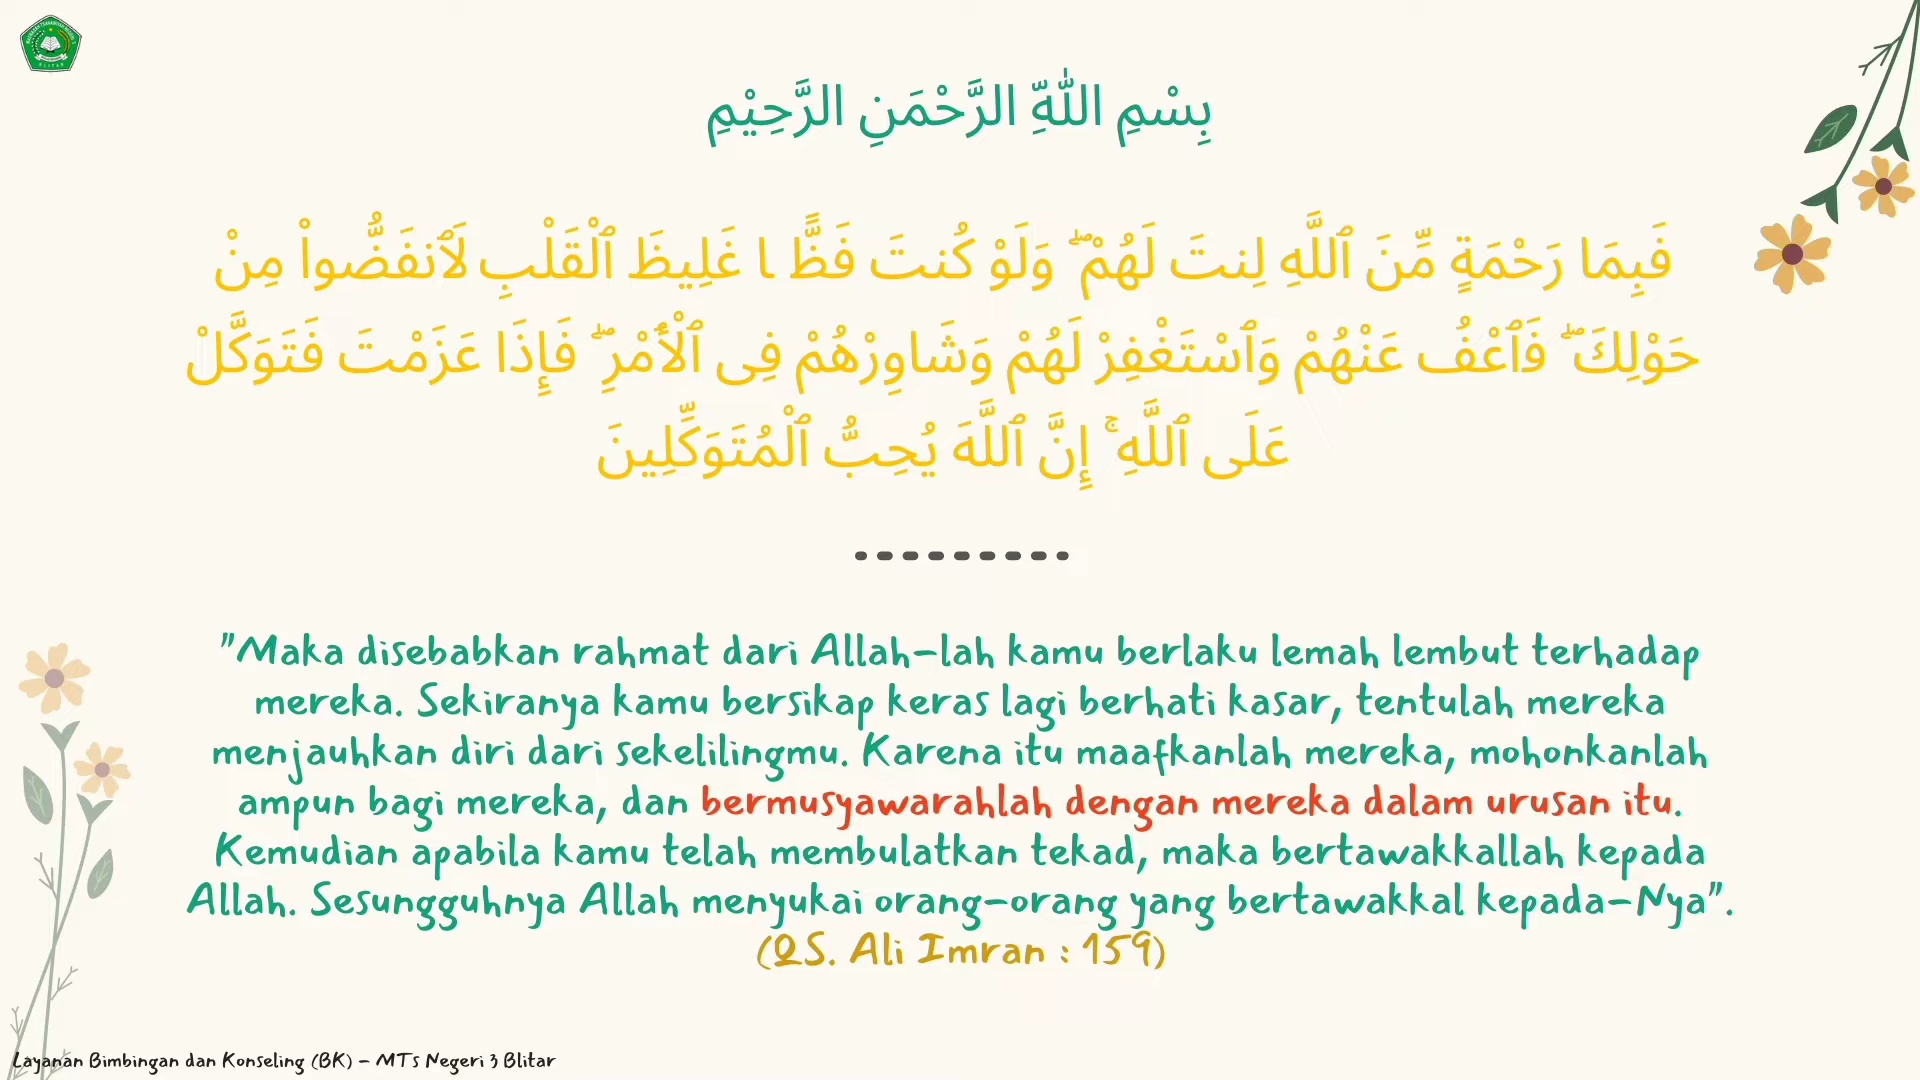 بِسْمِ اللّٰهِ الرَّحْمَنِ الرَّحِيْمِ
فَبِمَا رَحْمَةٍ مِّنَ ٱللَّهِ لِنتَ لَهُمْ ۖ وَلَوْ كُنتَ فَظًّ ا غَلِيظَ ٱلْقَلْبِ لَٱنفَضُّوا۟ مِنْ
حَوْلِكَ ۖ فَٱعْفُ عَنْهُمْ وَٱسْتَغْفِرْ لَهُمْ وَشَاوِرْهُمْ فِى ٱلْأَمْرِ ۖ فَإِذَا عَزَمْتَ فَتَوَكَّلْ
عَلَى ٱللَّهِ ۚ إِنَّ ٱللَّهَ يُحِبُّ ٱلْمُتَوَكِّلِينَ
"Maka disebabkan rahmat dari Allah-lah kamu berlaku lemah lembut terhadap
mereka. Sekiranya kamu bersikap keras lagi berhati kasar, tentulah mereka
menjauhkan diri dari sekelilingmu. Karena itu maafkanlah mereka, mohonkanlah
ampun bagi mereka, dan bermusyawarahlah dengan mereka dalam urusan itu.
Kemudian apabila kamu telah membulatkan tekad, maka bertawakkallah kepada
Allah. Sesungguhnya Allah menyukai orang-orang yang bertawakkal kepada-Nya".
(QS. Ali Imran : 159)
Layanan Bimbingan dan Konseling (BK) - MTs Negeri 3 Blitar